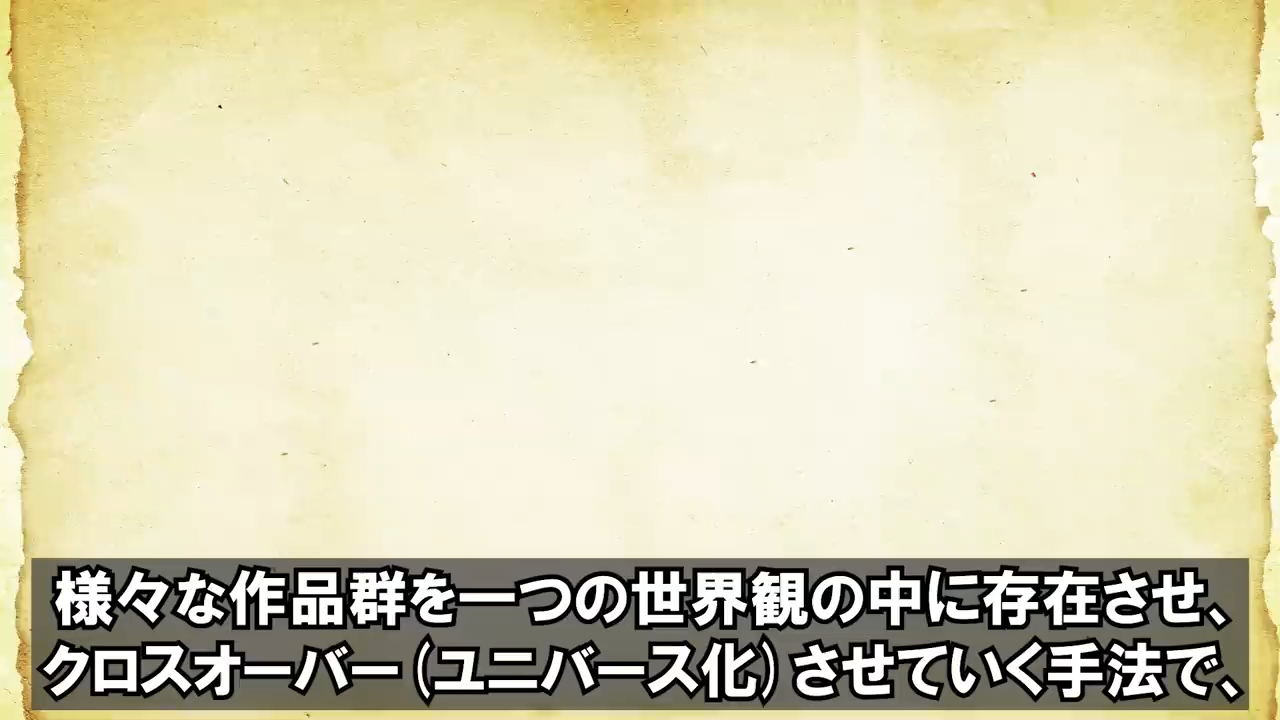 様々な作品群を一つの世界観の中に存在させ、
クロスオーバー(ユニバース化)させていく手法で、